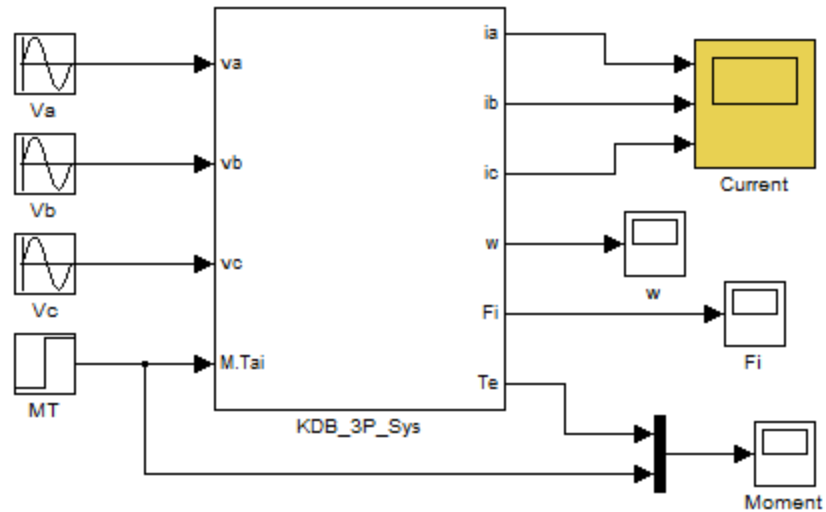 Va
Vb
Vc
MT
va
vb
vc
M.Tai
ia
ib
ic
w
Fi
Te
KDB_3P_Sys
Current
w
Fi
Moment